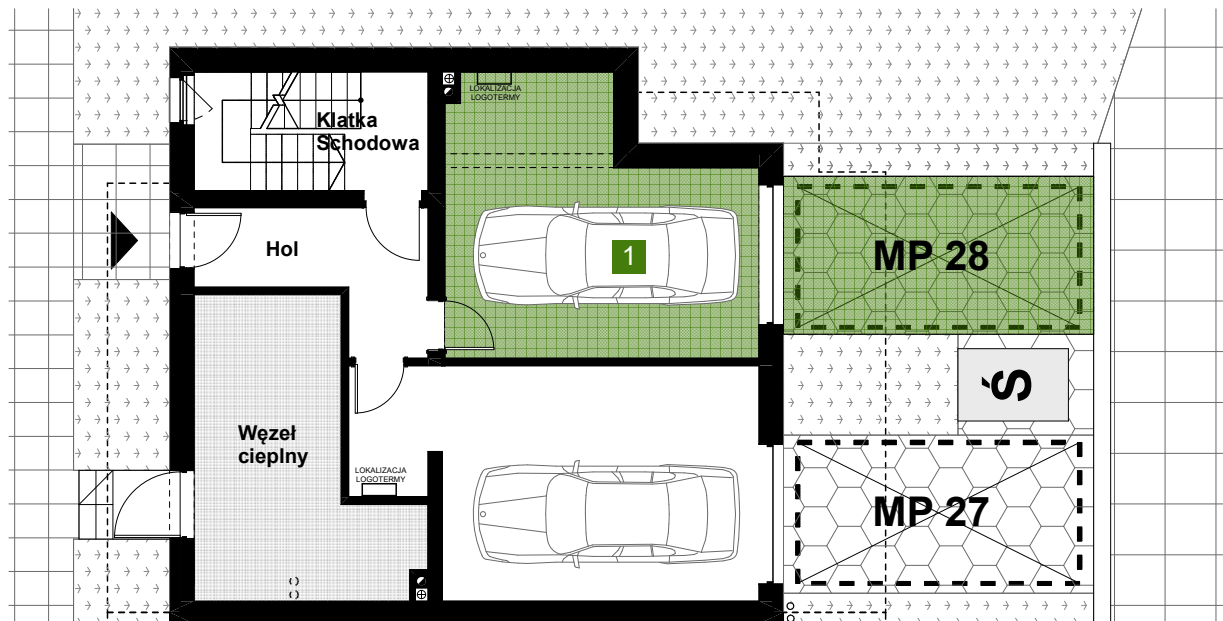 LOKALIZACJA
LOGOTERMY
Klatka
Schodowa
Hol
1
MP 28
Ś
Węzeł
cieplny
LOKALIZACJA
LOGOTERMY
MP 27